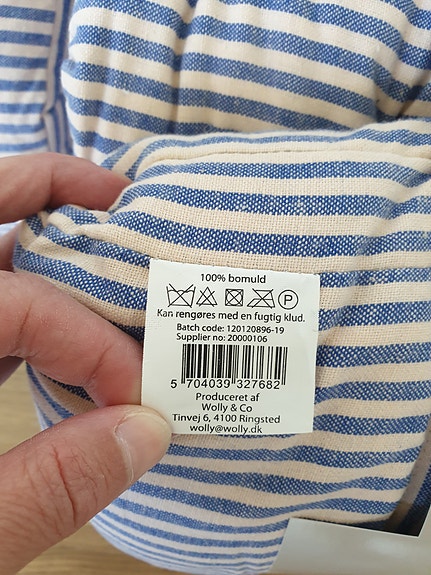 100% bomuld
P
Kan rengøres med en fugtig klud.
Batch code: 120120896-19
Supplier no: 20000106
5 704039 327682
Produceret af
Wolly & Co
Tinvej 6, 4100 Ringsted
wolly@wolly.dk